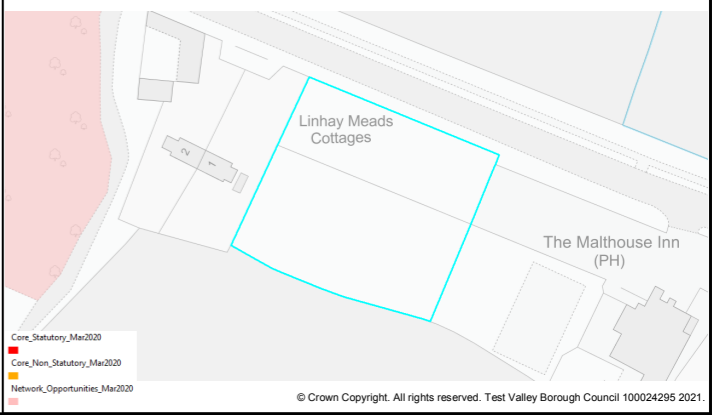 Linhay Meads
Cottages
2
1
The Malthouse Inn
(PH)
Core_Statutory_Mar2020
Core_Non_Statutory_Mar2020
Network_Opportunities_Mar2020
© Crown Copyright. All rights reserved. Test Valley Borough Council 100024295 2021.